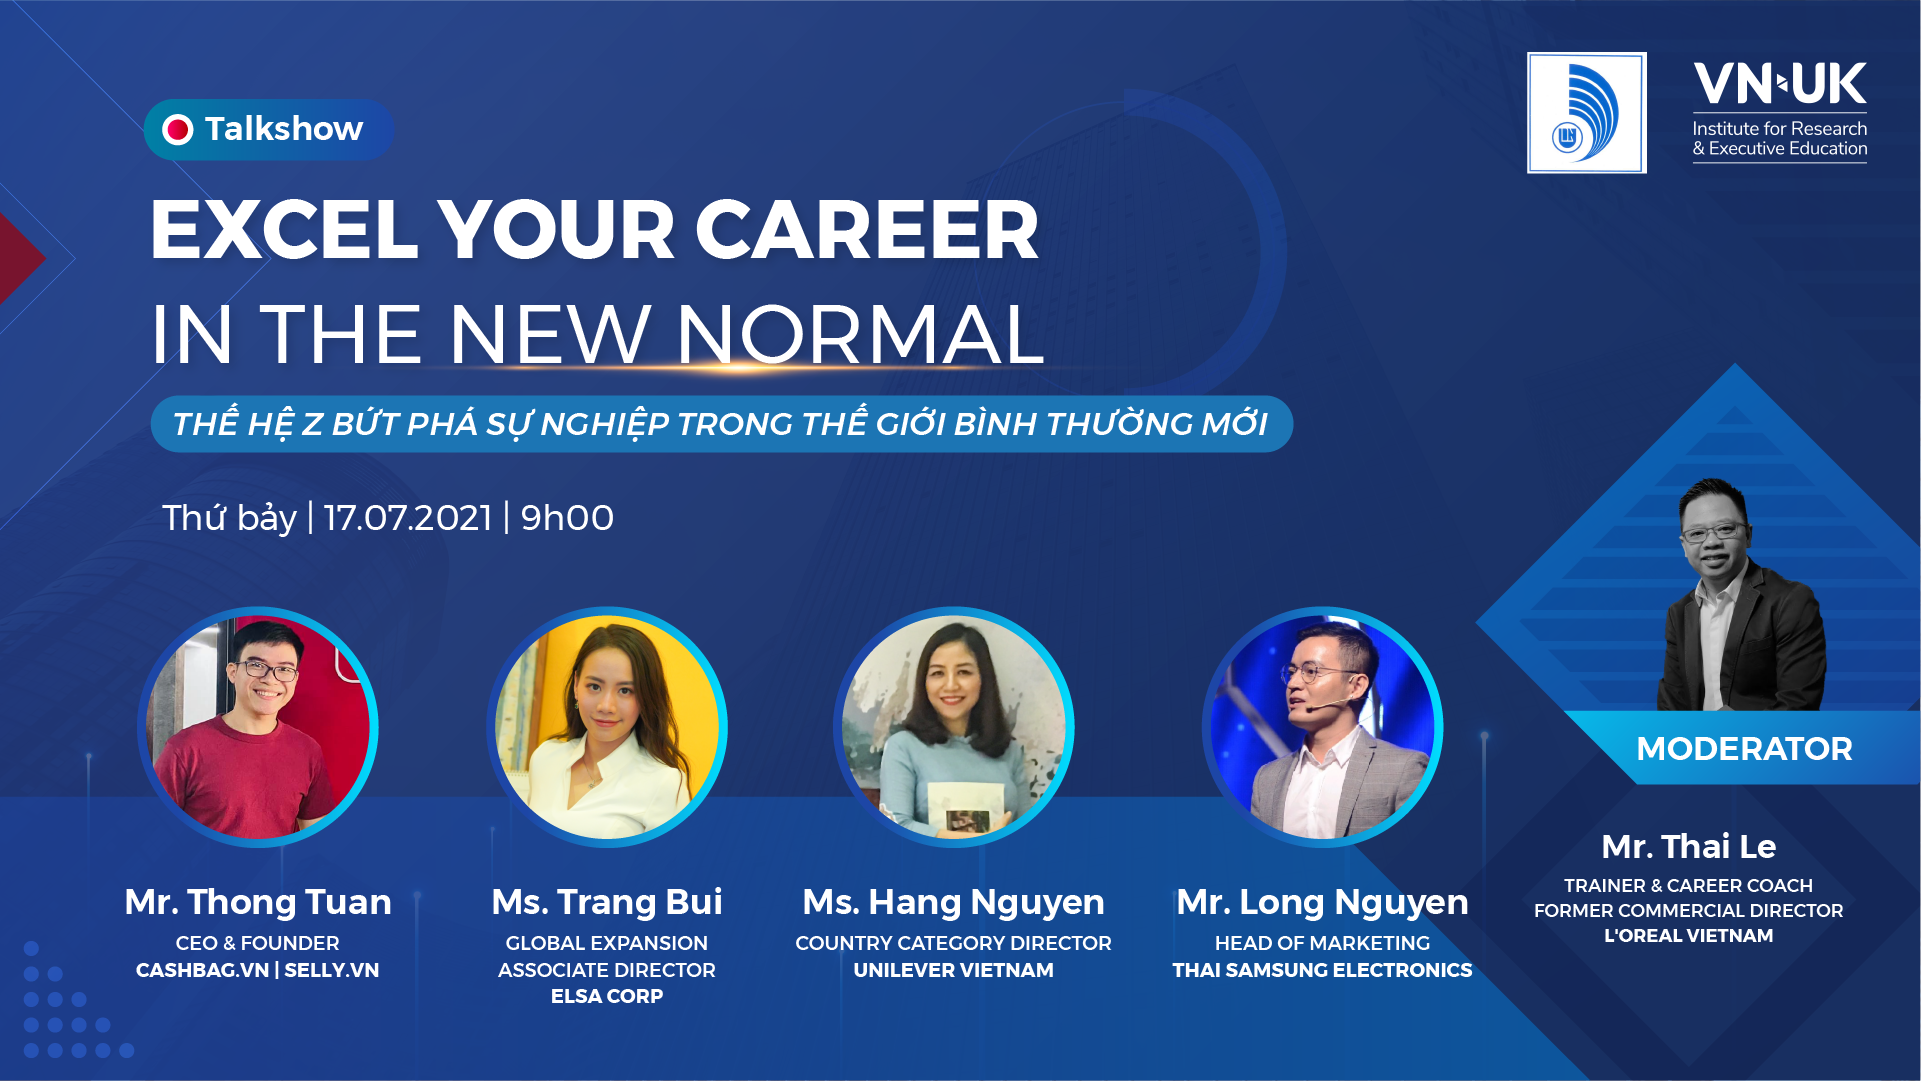 Talkshow
VN UK
Institute for Research
& Executive Education
EXCEL YOUR CAREER
IN THE NEW NORMAL
THẾ HỆ Z BỨT PHÁ SỰ NGHIỆP TRONG THẾ GIỚI BÌNH THƯỜNG MỚI
Thứ bảy | 17.07.2021 | 9h00
MODERATOR
Mr. Thai Le
TRAINER & CAREER COACH
FORMER COMMERCIAL DIRECTOR
L'OREAL VIETNAM
Mr. Thong Tuan
CEO & FOUNDER
CASHBAG.VN | SELLY.VN
Ms. Trang Bui
GLOBAL EXPANSION
ASSOCIATE DIRECTOR
ELSA CORP
Ms. Hang Nguyen
COUNTRY CATEGORY DIRECTOR
UNILEVER VIETNAM
Mr. Long Nguyen
HEAD OF MARKETING
THAI SAMSUNG ELECTRONICS